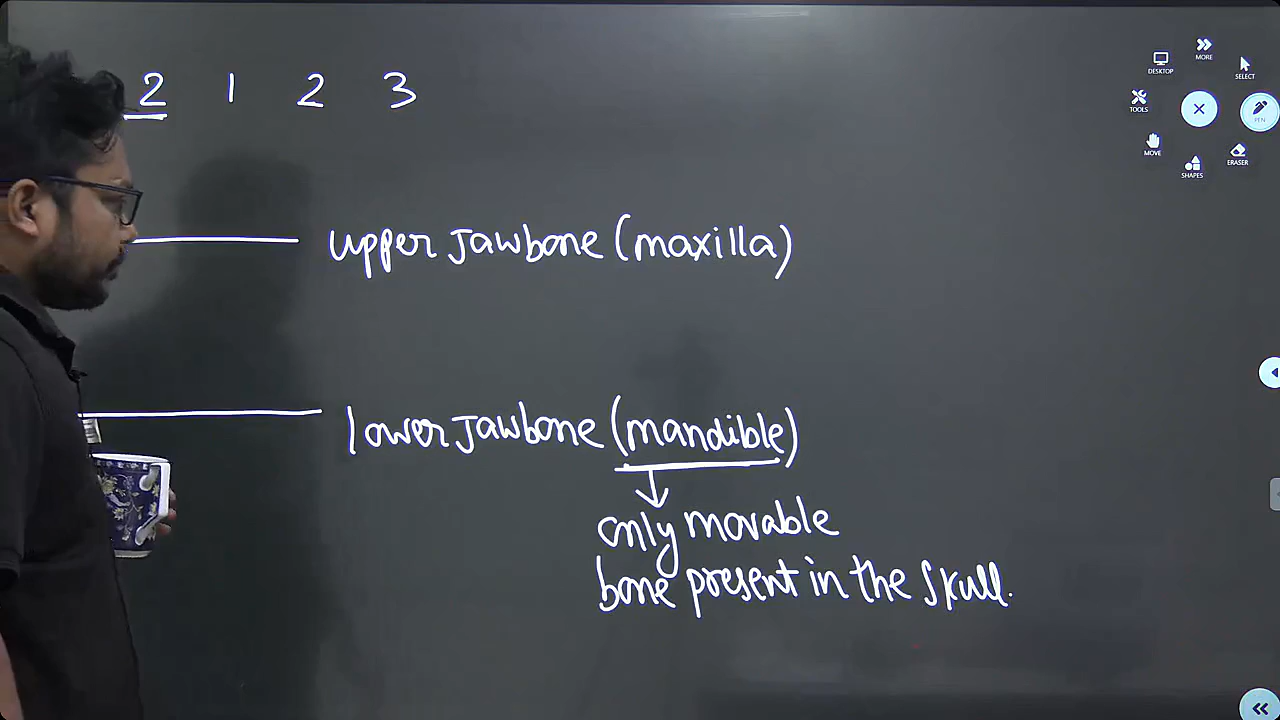 2 1 2 3
MORE
DESKTOP
SELECT
TOOLS
PEN
MOVE
ERASER
SHAPES
upper jawbone (maxilla)
lower jawbone (mandible)
only movable
bone present in the skull.